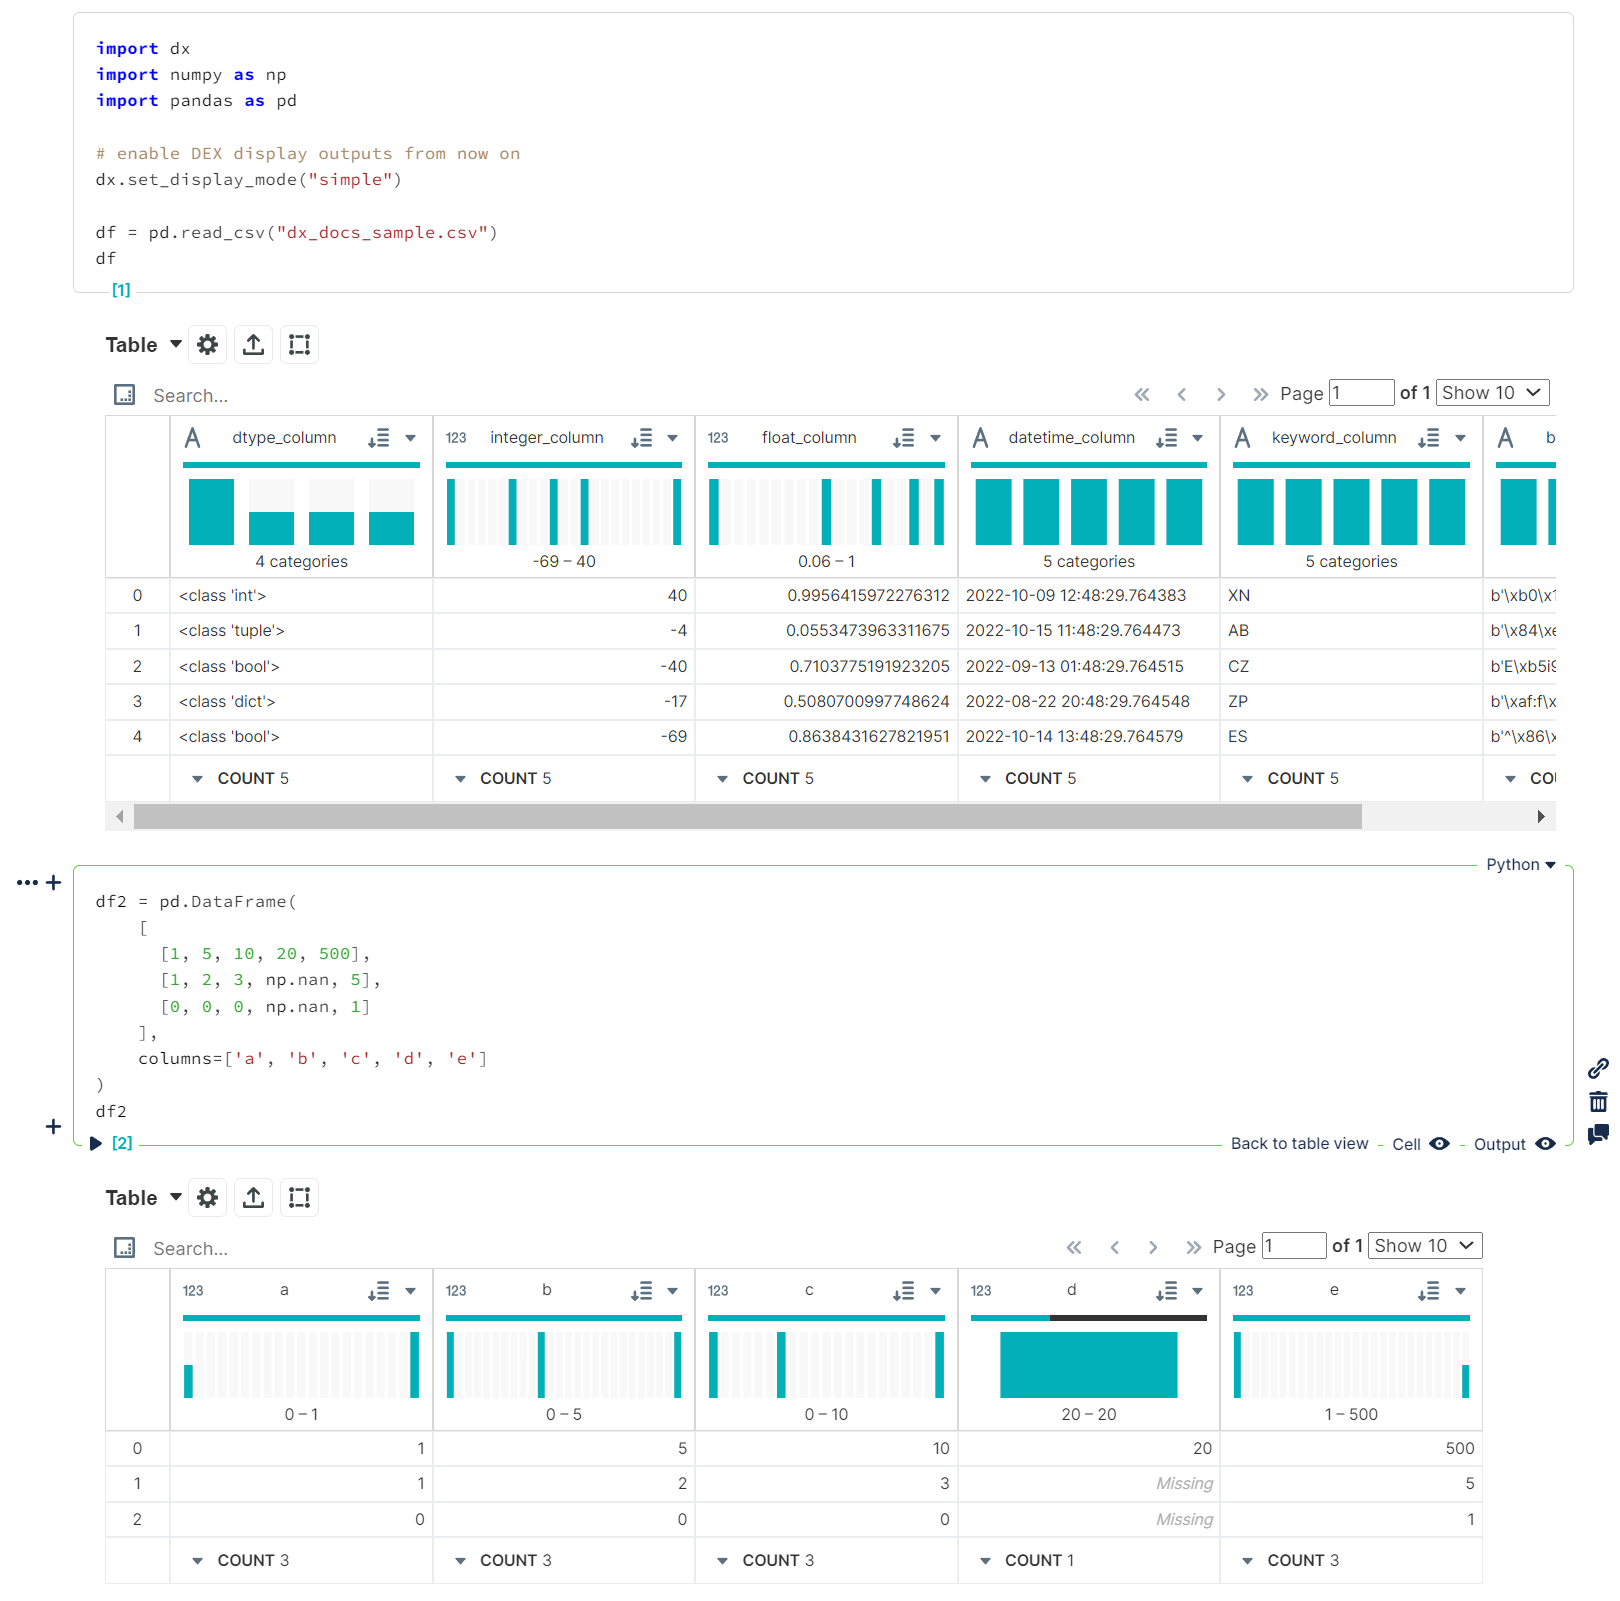 import dx
import numpy as np
import pandas as pd
# enable DEX display outputs from now on
dx.set_display_mode("simple")
df = pd.read_csv("dx_docs_sample.csv")
df
[1]
Table
Search... Page 1 of 1 Show 10
A dtype_column 123 integer_column 123 float_column A datetime_column A keyword_column A b
4 categories -69 – 40 0.06 – 1 5 categories 5 categories
0 <class 'int'> 40 0.9956415972276312 2022-10-09 12:48:29.764383 XN b'\xb0\x1
1 <class 'tuple'> -4 0.0553473963311675 2022-10-15 11:48:29.764473 AB b'\x84\xe
2 <class 'bool'> -40 0.7103775191923205 2022-09-13 01:48:29.764515 CZ b'E\xb5i9
3 <class 'dict'> -17 0.5080700997748624 2022-08-22 20:48:29.764548 ZP b'\xaf:f\x
4 <class 'bool'> -69 0.8638431627821951 2022-10-14 13:48:29.764579 ES b'^\x86\x
COUNT 5 COUNT 5 COUNT 5 COUNT 5 COUNT 5 COU
Python
df2 = pd.DataFrame(
[
[1, 5, 10, 20, 500],
[1, 2, 3, np.nan, 5],
[0, 0, 0, np.nan, 1]
],
columns=['a', 'b', 'c', 'd', 'e']
)
df2
[2] Back to table view - Cell - Output
Table
Search... Page 1 of 1 Show 10
123 a 123 b 123 c 123 d 123 e
0 – 1 0 – 5 0 – 10 20 – 20 1 – 500
0 1 5 10 20 500
1 1 2 3 Missing 5
2 0 0 0 Missing 1
COUNT 3 COUNT 3 COUNT 3 COUNT 1 COUNT 3